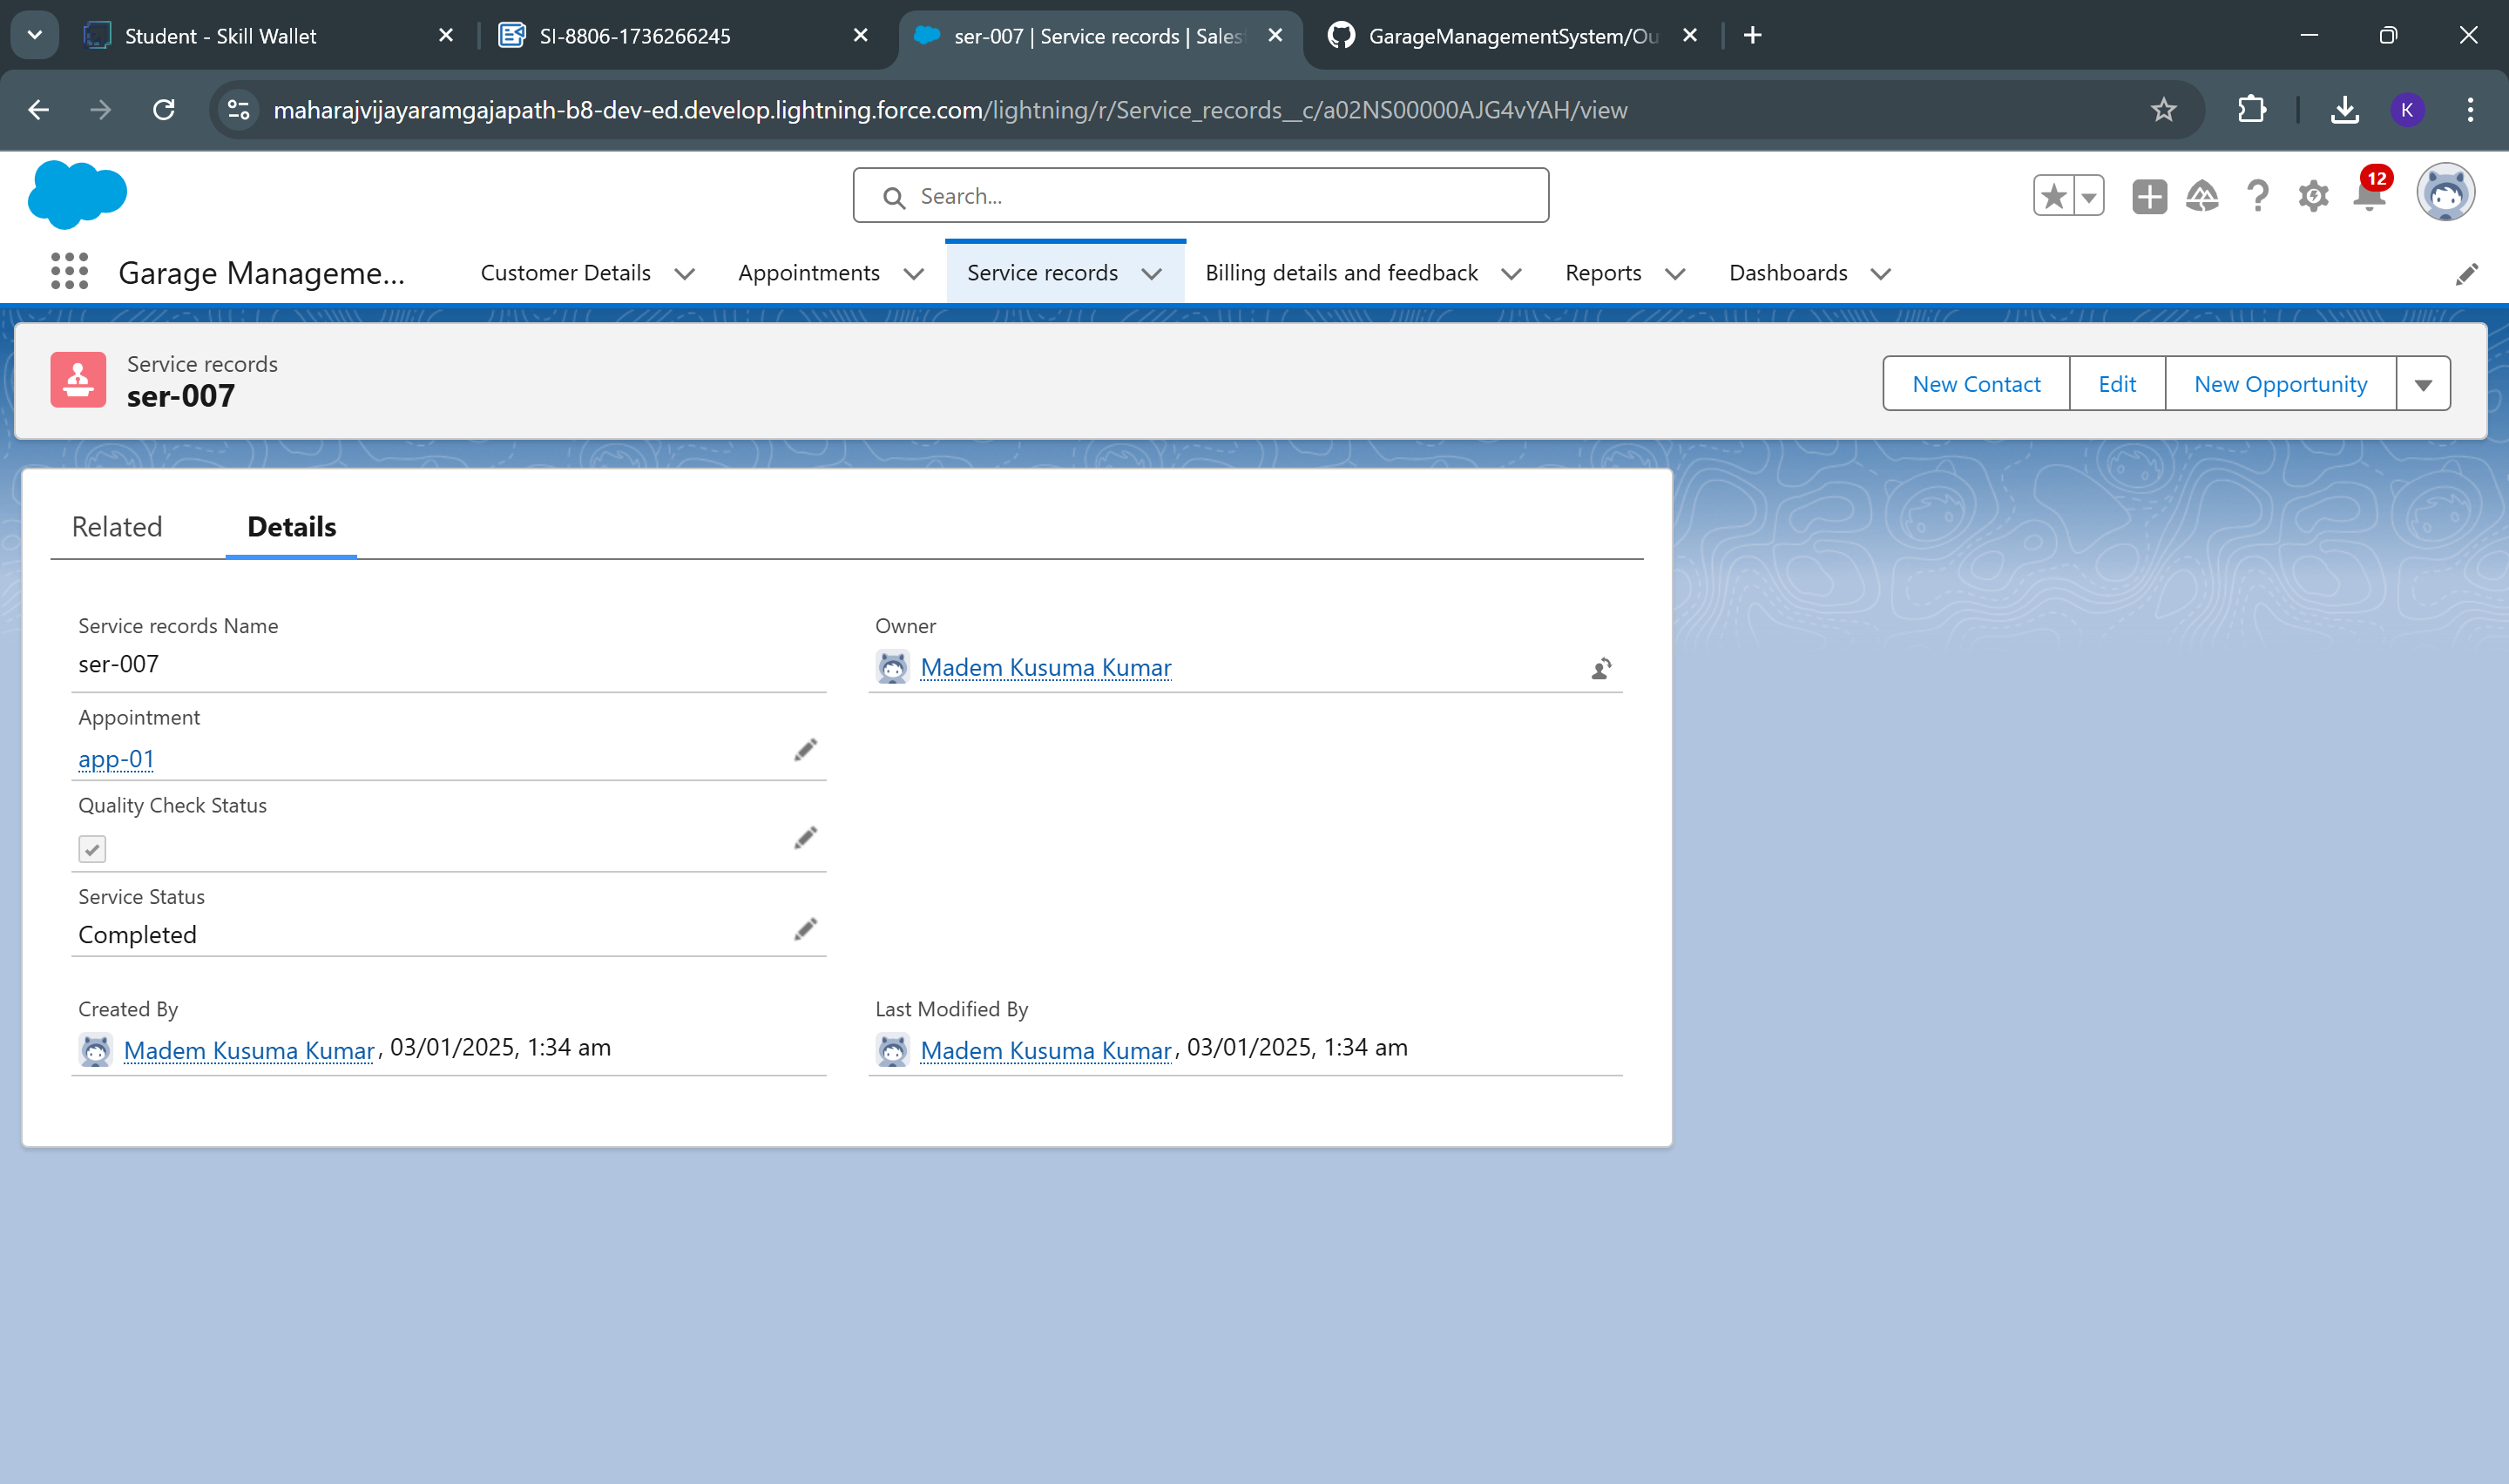 Student - Skill Wallet
SI-8806-1736266245
ser-007 | Service records | Sales
GarageManagementSystem/Ou
maharajvijayaramgajapath-b8-dev-ed.develop.lightning.force.com/lightning/r/Service_records__c/a02NS00000AJG4vYAH/view
K
Search...
12
Garage Manageme...
Customer Details
Appointments
Service records
Billing details and feedback
Reports
Dashboards
Service records
ser-007
New Contact
Edit
New Opportunity
Related
Details
Service records Name
ser-007
Owner
Madem Kusuma Kumar
Appointment
app-01
Quality Check Status
Service Status
Completed
Created By
Madem Kusuma Kumar, 03/01/2025, 1:34 am
Last Modified By
Madem Kusuma Kumar, 03/01/2025, 1:34 am